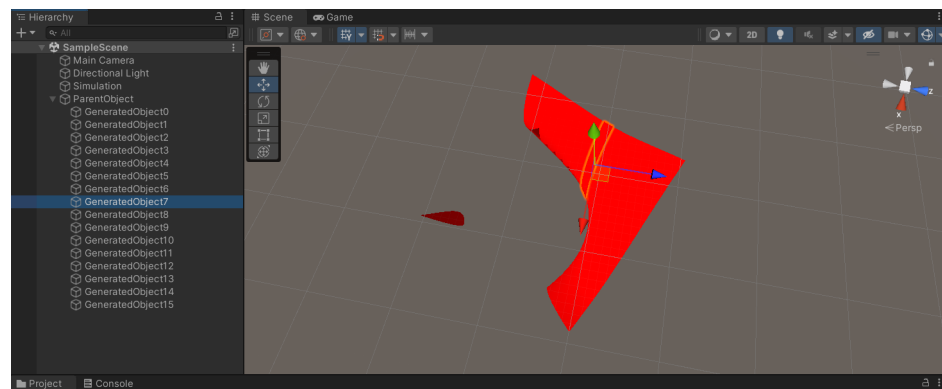 Hierarchy
All
SampleScene
Main Camera
Directional Light
Simulation
ParentObject
GeneratedObject0
GeneratedObject1
GeneratedObject2
GeneratedObject3
GeneratedObject4
GeneratedObject5
GeneratedObject6
GeneratedObject7
GeneratedObject8
GeneratedObject9
GeneratedObject10
GeneratedObject11
GeneratedObject12
GeneratedObject13
GeneratedObject14
GeneratedObject15
Scene Game
2D
z
x
Persp
Project Console